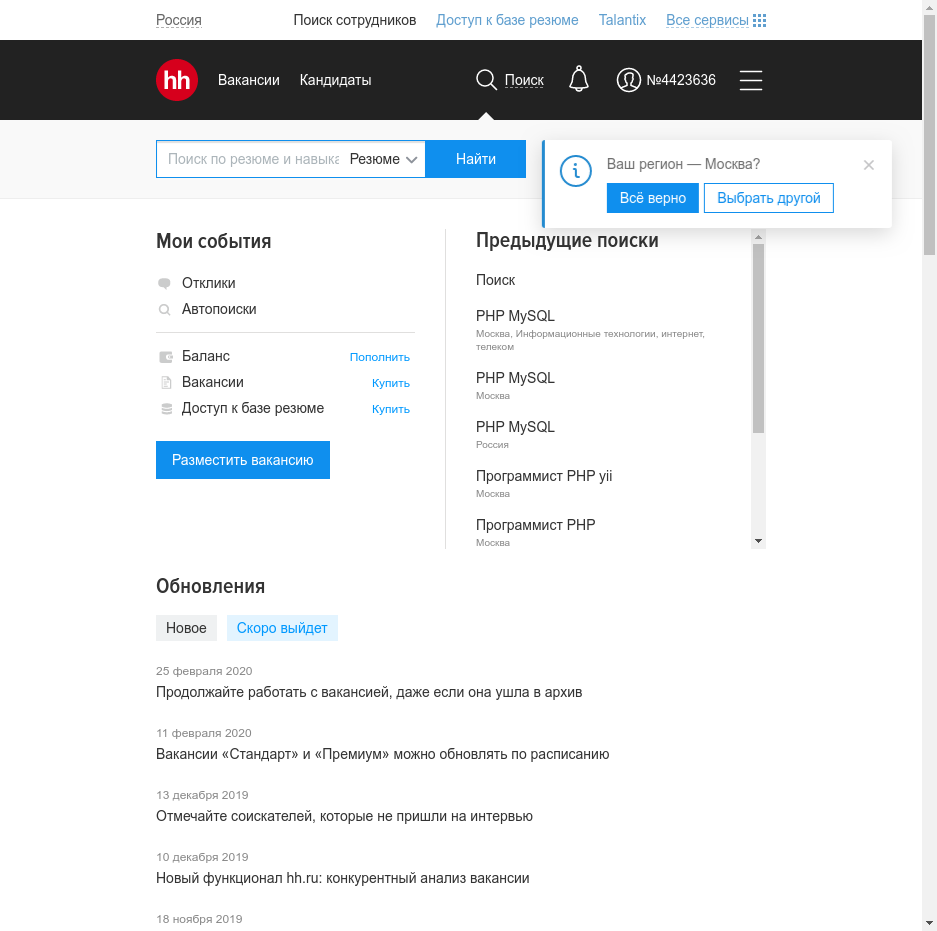 Россия
Поиск сотрудников
Доступ к базе резюме
Talantix
Все сервисы
hh
Вакансии
Кандидаты
Поиск
№4423636
Поиск по резюме и навыка
Резюме
Найти
Ваш регион — Москва?
Всё верно
Выбрать другой
Мои события
Отклики
Автопоиски
Баланс
Пополнить
Вакансии
Купить
Доступ к базе резюме
Купить
Разместить вакансию
Предыдущие поиски
Поиск
PHP MySQL
Москва, Информационные технологии, интернет,
телеком
PHP MySQL
Москва
PHP MySQL
Россия
Программист PHP yii
Москва
Программист PHP
Москва
Обновления
Новое
Скоро выйдет
25 февраля 2020
Продолжайте работать с вакансией, даже если она ушла в архив
11 февраля 2020
Вакансии «Стандарт» и «Премиум» можно обновлять по расписанию
13 декабря 2019
Отмечайте соискателей, которые не пришли на интервью
10 декабря 2019
Новый функционал hh.ru: конкурентный анализ вакансии
18 ноября 2019